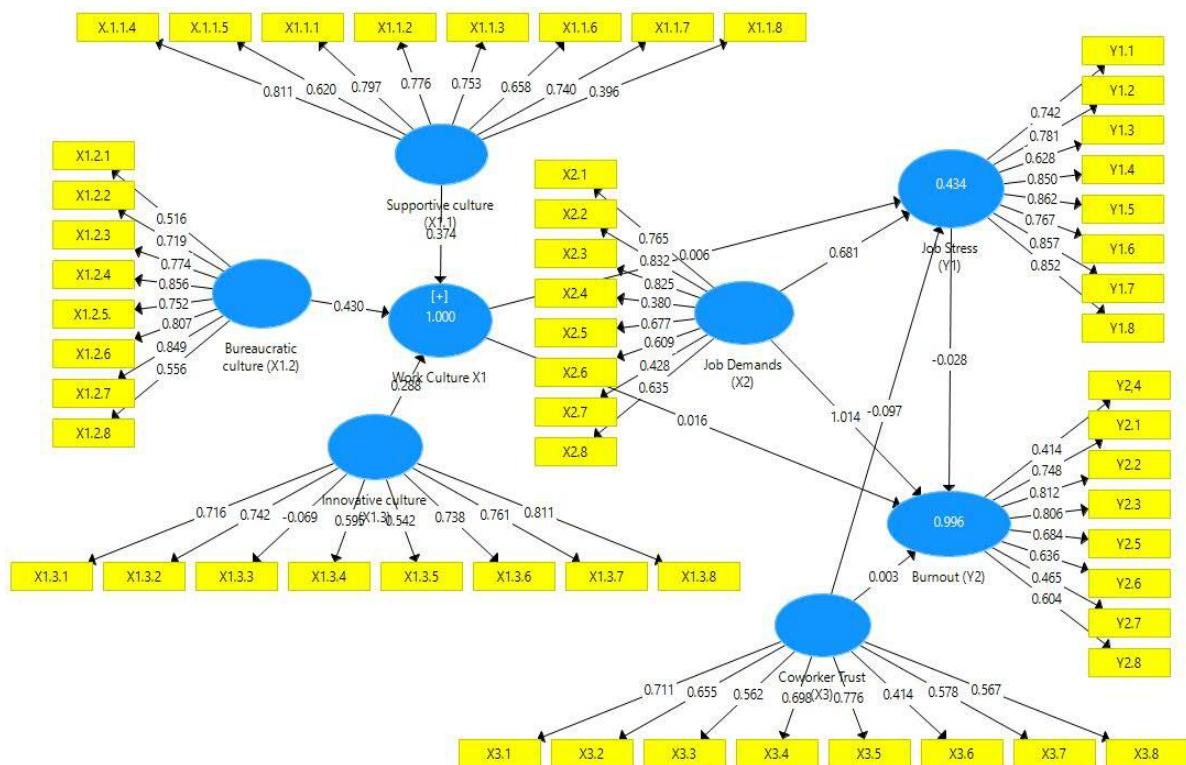 X.1.1.4
X.1.1.5
X1.1.1
X1.1.2
X1.1.3
X1.1.6
X1.1.7
X1.1.8
0.811
0.620
0.797
0.776
0.753
0.658
0.740
0.396
Supportive culture
(X1.1)
0.374
X1.2.1
X1.2.2
X1.2.3
X1.2.4
X1.2.5.
X1.2.6
X1.2.7
X1.2.8
0.516
0.719
0.774
0.856
0.752
0.807
0.849
0.556
Bureaucratic
culture (X1.2)
0.430
[+]
1.000
Work Culture X1
0.288
Innovative culture
(X1.3)
0.716
0.742
-0.069
0.595
0.542
0.738
0.761
0.811
X1.3.1
X1.3.2
X1.3.3
X1.3.4
X1.3.5
X1.3.6
X1.3.7
X1.3.8
X2.1
X2.2
X2.3
X2.4
X2.5
X2.6
X2.7
X2.8
0.765
0.832
0.825
0.380
0.677
0.609
0.428
0.635
Job Demands
(X2)
-0.006
0.681
0.016
1.014
-0.097
-0.028
0.003
0.434
Job Stress
(Y1)
0.742
0.781
0.628
0.850
0.862
0.767
0.857
0.852
Y1.1
Y1.2
Y1.3
Y1.4
Y1.5
Y1.6
Y1.7
Y1.8
0.996
Burnout (Y2)
0.414
0.748
0.812
0.806
0.684
0.636
0.465
0.604
Y2,4
Y2.1
Y2.2
Y2.3
Y2.5
Y2.6
Y2.7
Y2.8
Coworker Trust
(X3)
0.711
0.655
0.562
0.698
0.776
0.414
0.578
0.567
X3.1
X3.2
X3.3
X3.4
X3.5
X3.6
X3.7
X3.8